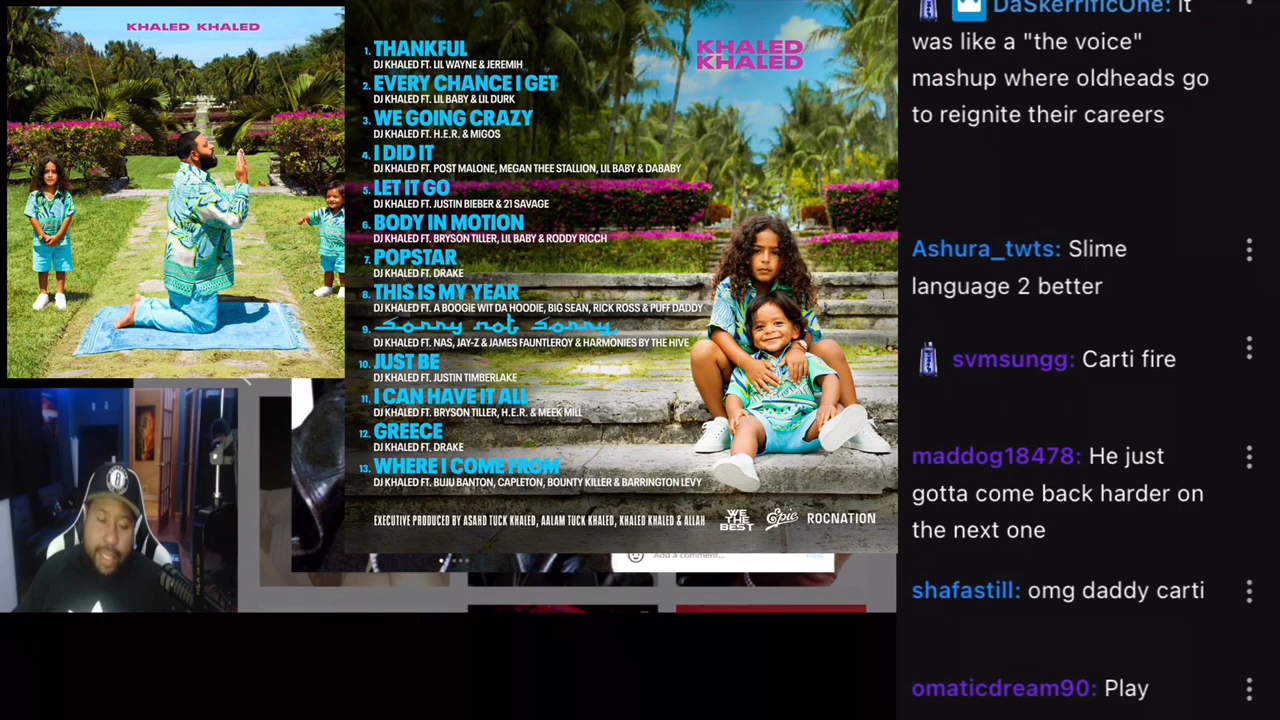 KHALED KHALED
KHALED
KHALED
1. THANKFUL
DJ KHALED FT. LIL WAYNE & JEREMIH
2. EVERY CHANCE I GET
DJ KHALED FT. LIL BABY & LIL DURK
3. WE GOING CRAZY
DJ KHALED FT. H.E.R. & MIGOS
4. I DID IT
DJ KHALED FT. POST MALONE, MEGAN THEE STALLION, LIL BABY & DABABY
5. LET IT GO
DJ KHALED FT. JUSTIN BIEBER & 21 SAVAGE
6. BODY IN MOTION
DJ KHALED FT. BRYSON TILLER, LIL BABY & RODDY RICCH
7. POPSTAR
DJ KHALED FT. DRAKE
8. THIS IS MY YEAR
DJ KHALED FT. A BOOGIE WIT DA HOODIE, BIG SEAN, RICK ROSS & PUFF DADDY
9. sorry not sorry
DJ KHALED FT. NAS, JAY-Z & JAMES FAUNTLEROY & HARMONIES BY THE HIVE
10. JUST BE
DJ KHALED FT. JUSTIN TIMBERLAKE
11. I CAN HAVE IT ALL
DJ KHALED FT. BRYSON TILLER, H.E.R. & MEEK MILL
12. GREECE
DJ KHALED FT. DRAKE
13. WHERE I COME FROM
DJ KHALED FT. BUJU BANTON, CAPLETON, BOUNTY KILLER & BARRINGTON LEVY
EXECUTIVE PRODUCED BY ASAHD TUCK KHALED, AALAM TUCK KHALED, KHALED KHALED & ALLAH
WE
THE
BEST
Epic
ROCNATION
Add a comment...
Post
DaSkerrificOne: It
was like a "the voice"
mashup where oldheads go
to reignite their careers
Ashura_twts: Slime
language 2 better
svmsungg: Carti fire
maddog18478: He just
gotta come back harder on
the next one
shafastill: omg daddy carti
omaticdream90: Play